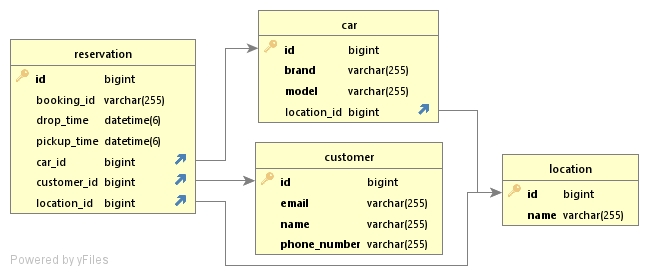 reservation
id bigint
booking_id varchar(255)
drop_time datetime(6)
pickup_time datetime(6)
car_id bigint
customer_id bigint
location_id bigint
car
id bigint
brand varchar(255)
model varchar(255)
location_id bigint
customer
id bigint
email varchar(255)
name varchar(255)
phone_number varchar(255)
location
id bigint
name varchar(255)
Powered by yFiles